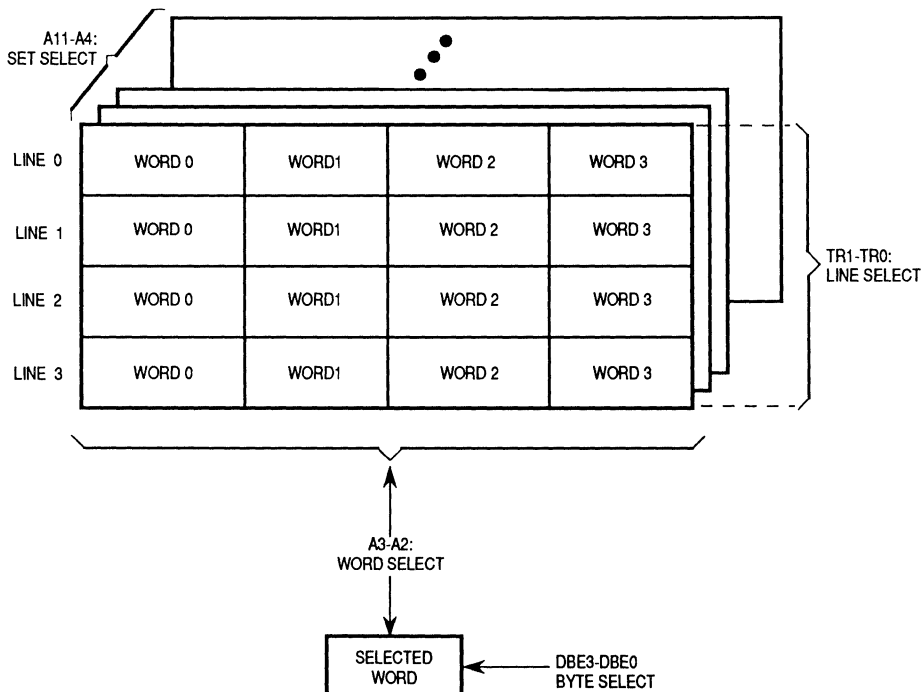 A11-A4:
SET SELECT
LINE 0 WORD 0 WORD1 WORD 2 WORD 3
LINE 1 WORD 0 WORD1 WORD 2 WORD 3
TR1-TR0:
LINE SELECT
LINE 2 WORD 0 WORD1 WORD 2 WORD 3
LINE 3 WORD 0 WORD1 WORD 2 WORD 3
A3-A2:
WORD SELECT
SELECTED
WORD
DBE3-DBE0
BYTE SELECT